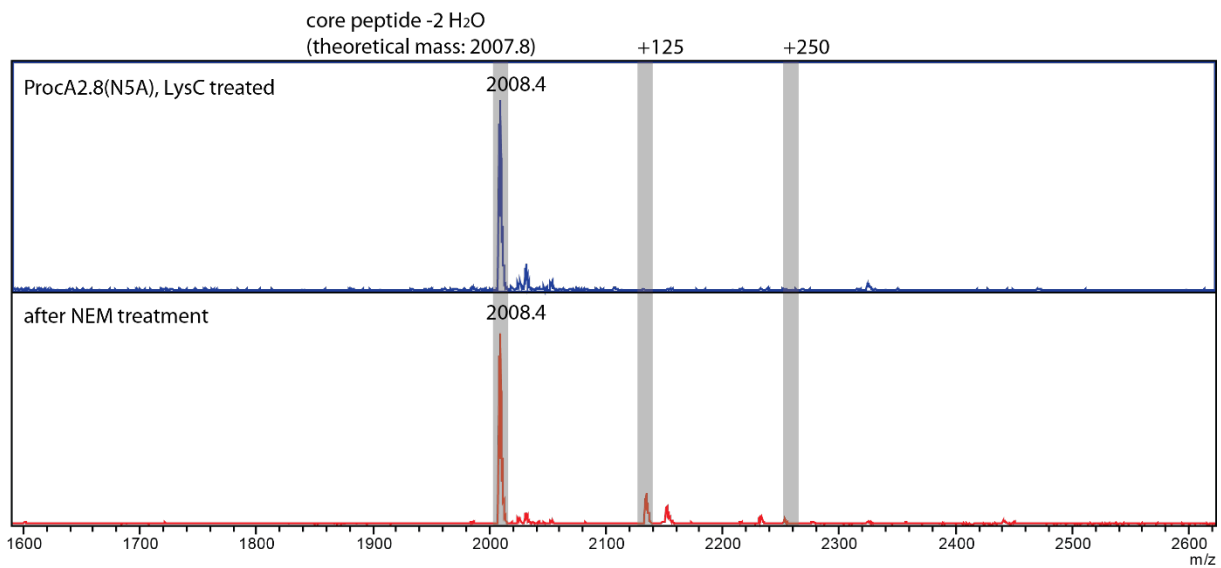 core peptide -2 H₂O
(theoretical mass: 2007.8) +125 +250
ProcA2.8(N5A), LysC treated 2008.4
after NEM treatment 2008.4
1600 1700 1800 1900 2000 2100 2200 2300 2400 2500 2600
m/z